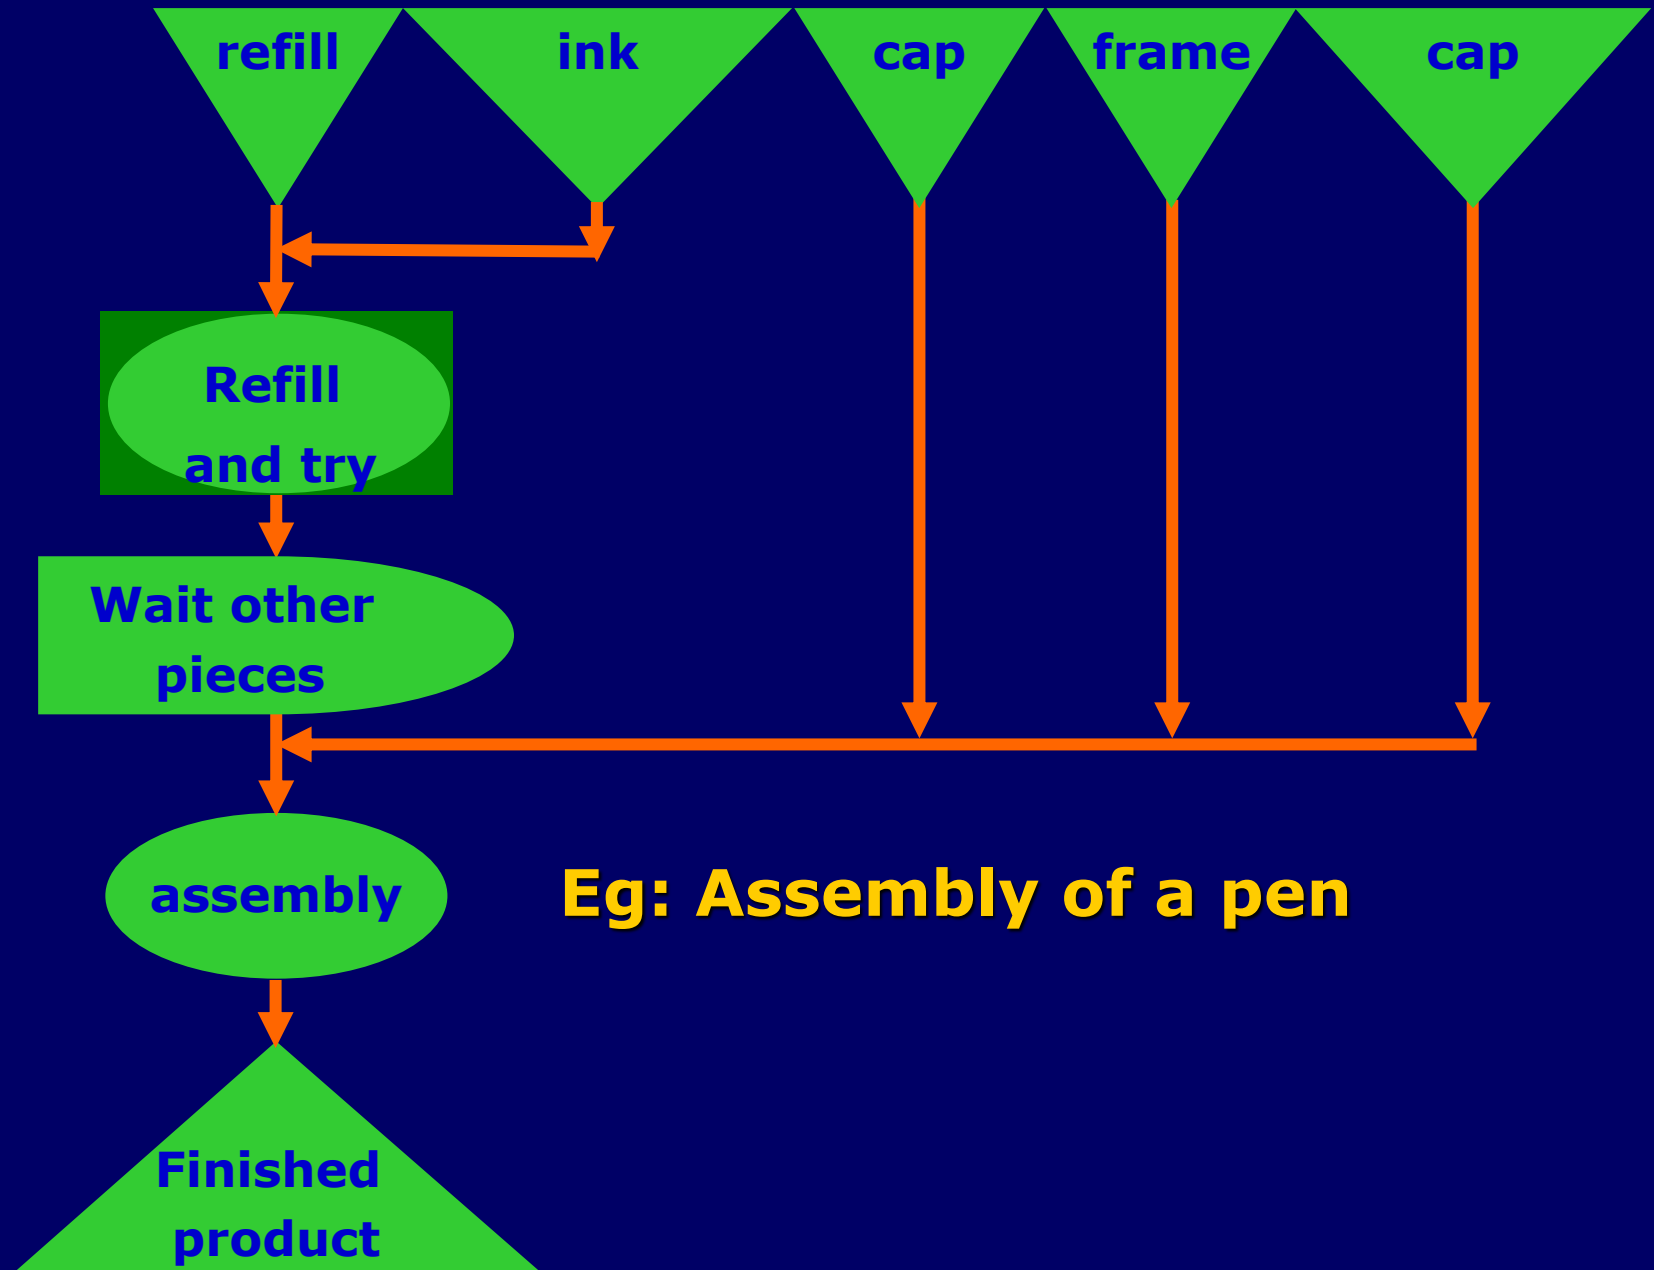 refill ink cap frame cap
Refill
and try
Wait other
pieces
assembly
Eg: Assembly of a pen
Finished
product